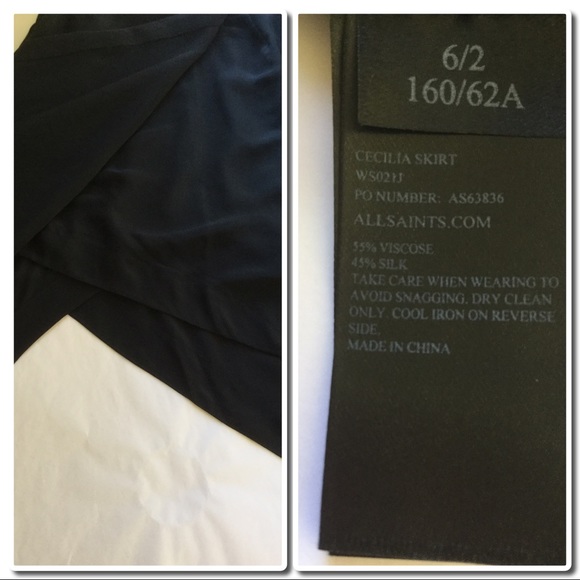 6/2
160/62A
CECILIA SKIRT
WS021J
PO NUMBER: AS63836
ALLSAINTS.COM
55% VISCOSE
45% SILK
TAKE CARE WHEN WEARING TO
AVOID SNAGGING. DRY CLEAN
ONLY. COOL IRON ON REVERSE
SIDE.
MADE IN CHINA